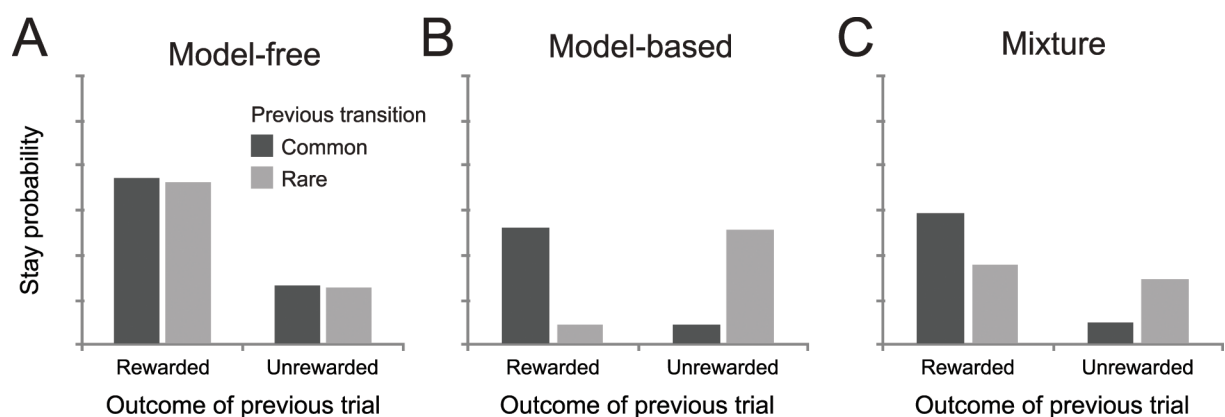 A
Model-free
Previous transition
Common
Rare
Stay probability
Rewarded
Unrewarded
Outcome of previous trial
B
Model-based
Rewarded
Unrewarded
Outcome of previous trial
C
Mixture
Rewarded
Unrewarded
Outcome of previous trial